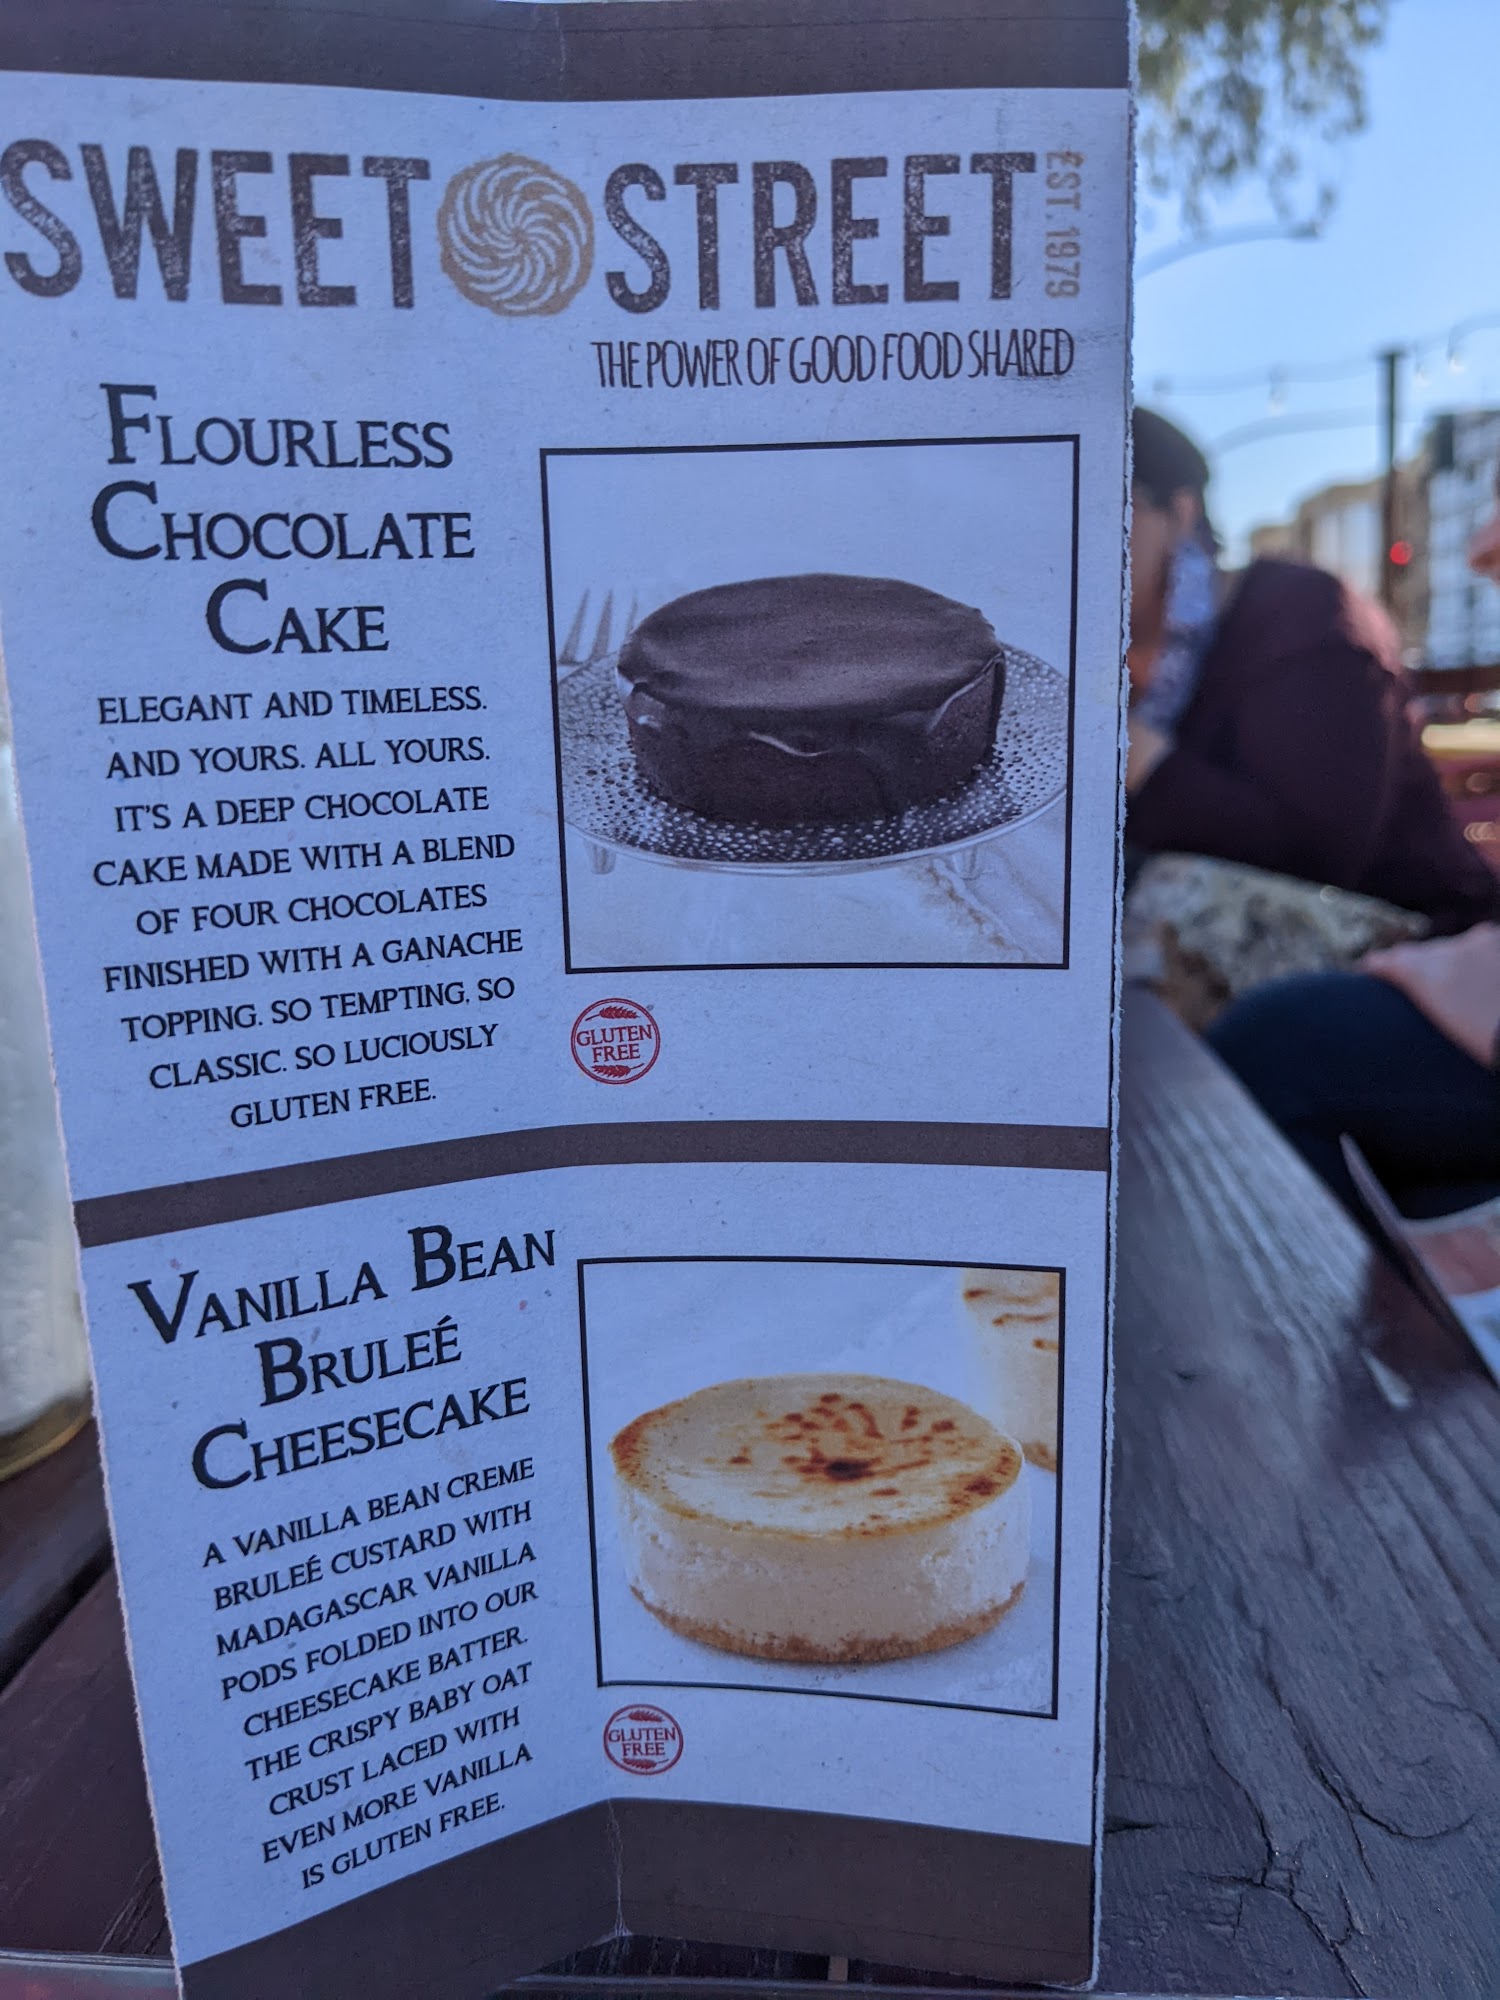 SWEET STREET
EST. 1979
THE POWER OF GOOD FOOD SHARED
FLOURLESS
CHOCOLATE
CAKE
ELEGANT AND TIMELESS.
AND YOURS. ALL YOURS.
IT'S A DEEP CHOCOLATE
CAKE MADE WITH A BLEND
OF FOUR CHOCOLATES
FINISHED WITH A GANACHE
TOPPING. SO TEMPTING, SO
CLASSIC. SO LUCIOUSLY
GLUTEN FREE.
GLUTEN
FREE
VANILLA BEAN
BRULEÉ
CHEESECAKE
A VANILLA BEAN CREME
BRULEÉ CUSTARD WITH
MADAGASCAR VANILLA
PODS FOLDED INTO OUR
CHEESECAKE BATTER.
THE CRISPY BABY OAT
CRUST LACED WITH
EVEN MORE VANILLA
IS GLUTEN FREE.
GLUTEN
FREE